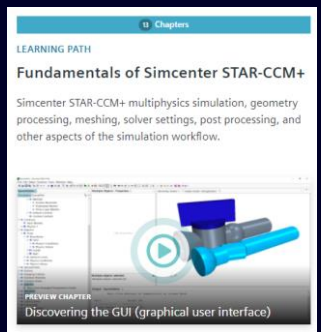 13 Chapters
LEARNING PATH
Fundamentals of Simcenter STAR-CCM+
Simcenter STAR-CCM+ multiphysics simulation, geometry
processing, meshing, solver settings, post processing, and
other aspects of the simulation workflow.
PREVIEW CHAPTER
Discovering the GUI (graphical user interface)